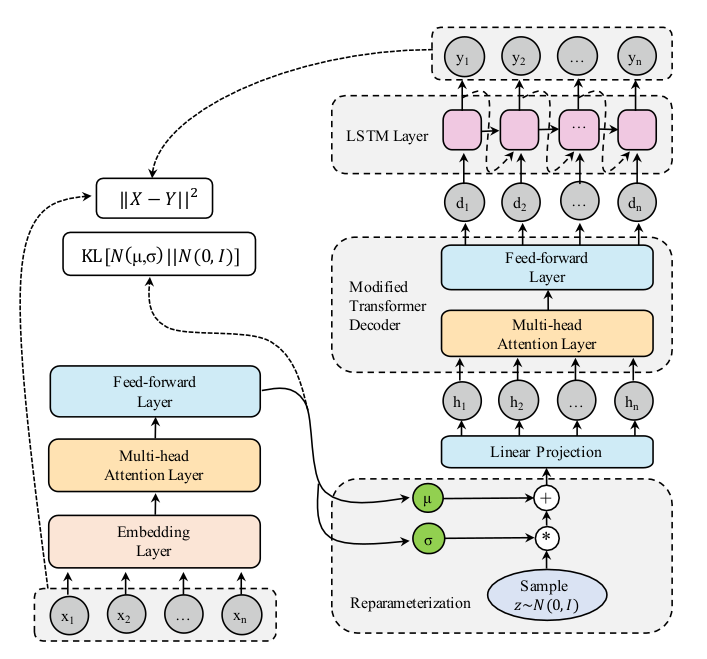 y₁ y₂ … yₙ
LSTM Layer
…
d₁ d₂ … dₙ
‖X − Y‖²
KL[N(μ,σ)||N(0, I)]
Modified
Transformer
Decoder
Feed-forward
Layer
Multi-head
Attention Layer
h₁ h₂ … hₙ
Linear Projection
Feed-forward
Layer
Multi-head
Attention Layer
Embedding
Layer
x₁ x₂ … xₙ
μ +
σ *
Sample
z~N(0, I)
Reparameterization